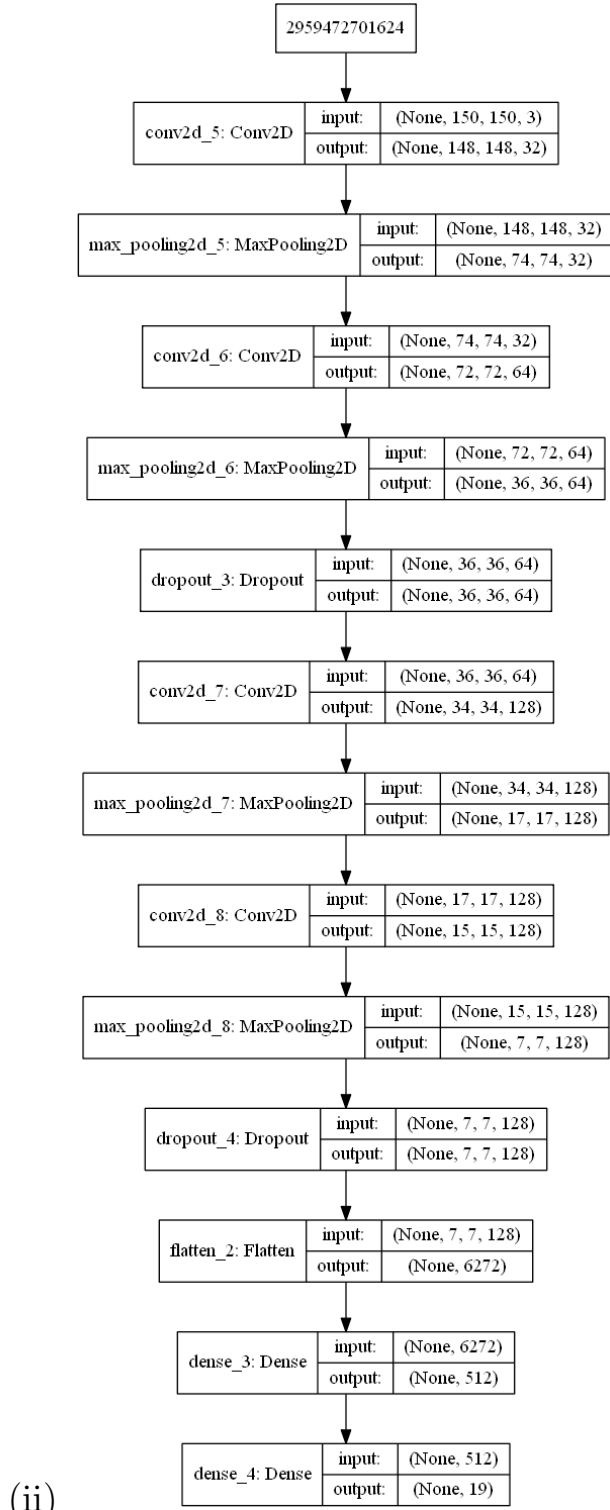 2959472701624
conv2d_5: Conv2D
input: (None, 150, 150, 3)
output: (None, 148, 148, 32)
max_pooling2d_5: MaxPooling2D
input: (None, 148, 148, 32)
output: (None, 74, 74, 32)
conv2d_6: Conv2D
input: (None, 74, 74, 32)
output: (None, 72, 72, 64)
max_pooling2d_6: MaxPooling2D
input: (None, 72, 72, 64)
output: (None, 36, 36, 64)
dropout_3: Dropout
input: (None, 36, 36, 64)
output: (None, 36, 36, 64)
conv2d_7: Conv2D
input: (None, 36, 36, 64)
output: (None, 34, 34, 128)
max_pooling2d_7: MaxPooling2D
input: (None, 34, 34, 128)
output: (None, 17, 17, 128)
conv2d_8: Conv2D
input: (None, 17, 17, 128)
output: (None, 15, 15, 128)
max_pooling2d_8: MaxPooling2D
input: (None, 15, 15, 128)
output: (None, 7, 7, 128)
dropout_4: Dropout
input: (None, 7, 7, 128)
output: (None, 7, 7, 128)
flatten_2: Flatten
input: (None, 7, 7, 128)
output: (None, 6272)
dense_3: Dense
input: (None, 6272)
output: (None, 512)
dense_4: Dense
input: (None, 512)
output: (None, 19)
(ii)